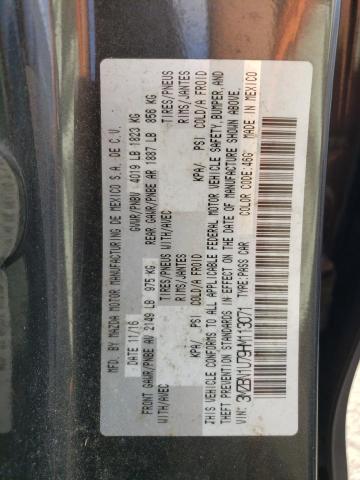 MFD BY MAZDA MOTOR MANUFACTURING DE MEXICO S.A. DE C.V.
DATE 11/16 GVWR/PNBV 4019 LB 1823 KG
FRONT GAWR/PNBE AV 2149 LB 975 KG REAR GAWR/PNBE AR 1887 LB 856 KG
WITH/AVEC TIRES/PNEUS WITH/AVEC TIRES/PNEUS
RIMS/JANTES RIMS/JANTES
KPA/ PSI COLD/A FROID KPA/ PSI COLD/A FROID
THIS VEHICLE CONFORMS TO ALL APPLICABLE FEDERAL MOTOR VEHICLE SAFETY, BUMPER, AND
THEFT PREVENTION STANDARDS IN EFFECT ON THE DATE OF MANUFACTURE SHOWN ABOVE.
VIN: 3MZBN1U79HM113071 TYPE: PASS CAR COLOR CODE: 46G MADE IN MEXICO